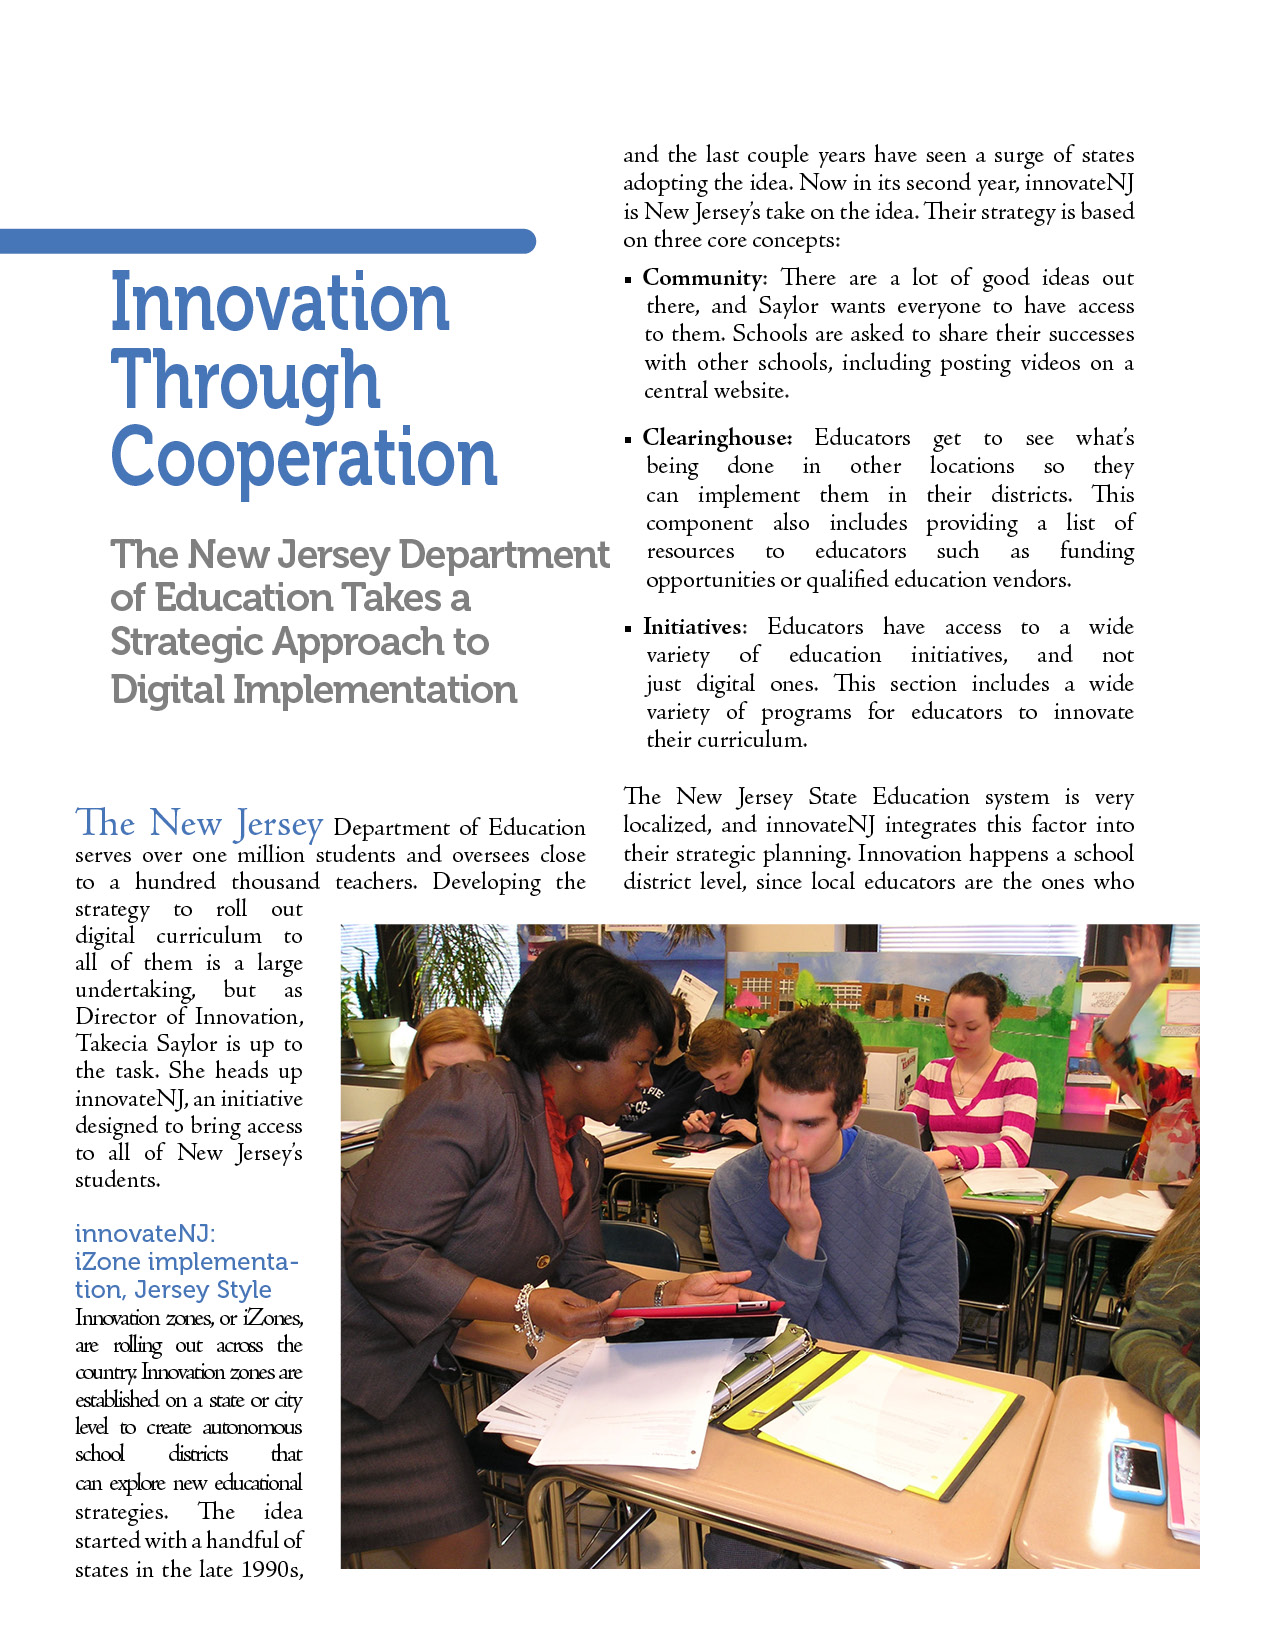 Innovation
Through
Cooperation
The New Jersey Department
of Education Takes a
Strategic Approach to
Digital Implementation
The New Jersey Department of Education
serves over one million students and oversees close
to a hundred thousand teachers. Developing the
strategy to roll out
digital curriculum to
all of them is a large
undertaking, but as
Director of Innovation,
Takecia Saylor is up to
the task. She heads up
innovateNJ, an initiative
designed to bring access
to all of New Jersey's
students.
innovateNJ:
iZone implementa-
tion, Jersey Style
Innovation zones, or iZones,
are rolling out across the
country. Innovation zones are
established on a state or city
level to create autonomous
school districts that
can explore new educational
strategies. The idea
started with a handful of
states in the late 1990s,
and the last couple years have seen a surge of states
adopting the idea. Now in its second year, innovateNJ
is New Jersey's take on the idea. Their strategy is based
on three core concepts:
▪ Community: There are a lot of good ideas out
there, and Saylor wants everyone to have access
to them. Schools are asked to share their successes
with other schools, including posting videos on a
central website.
▪ Clearinghouse: Educators get to see what's
being done in other locations so they
can implement them in their districts. This
component also includes providing a list of
resources to educators such as funding
opportunities or qualified education vendors.
▪ Initiatives: Educators have access to a wide
variety of education initiatives, and not
just digital ones. This section includes a wide
variety of programs for educators to innovate
their curriculum.
The New Jersey State Education system is very
localized, and innovateNJ integrates this factor into
their strategic planning. Innovation happens a school
district level, since local educators are the ones who